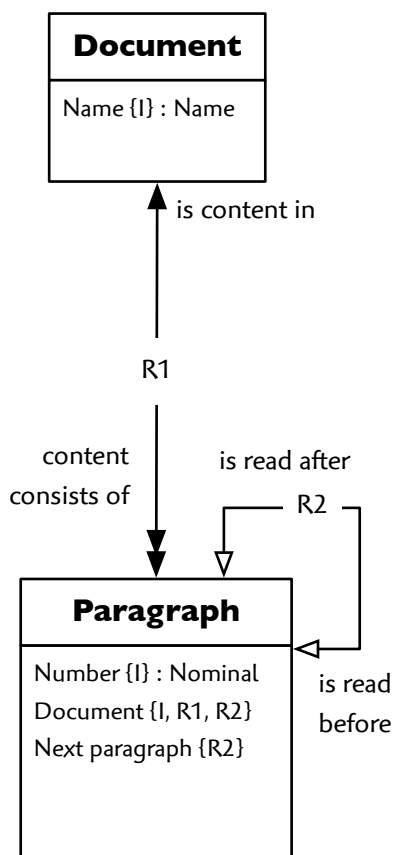 Document
Name {I} : Name
is content in
R1
content
consists of
is read after
R2
Paragraph
Number {I} : Nominal
Document {I, R1, R2}
Next paragraph {R2}
is read
before